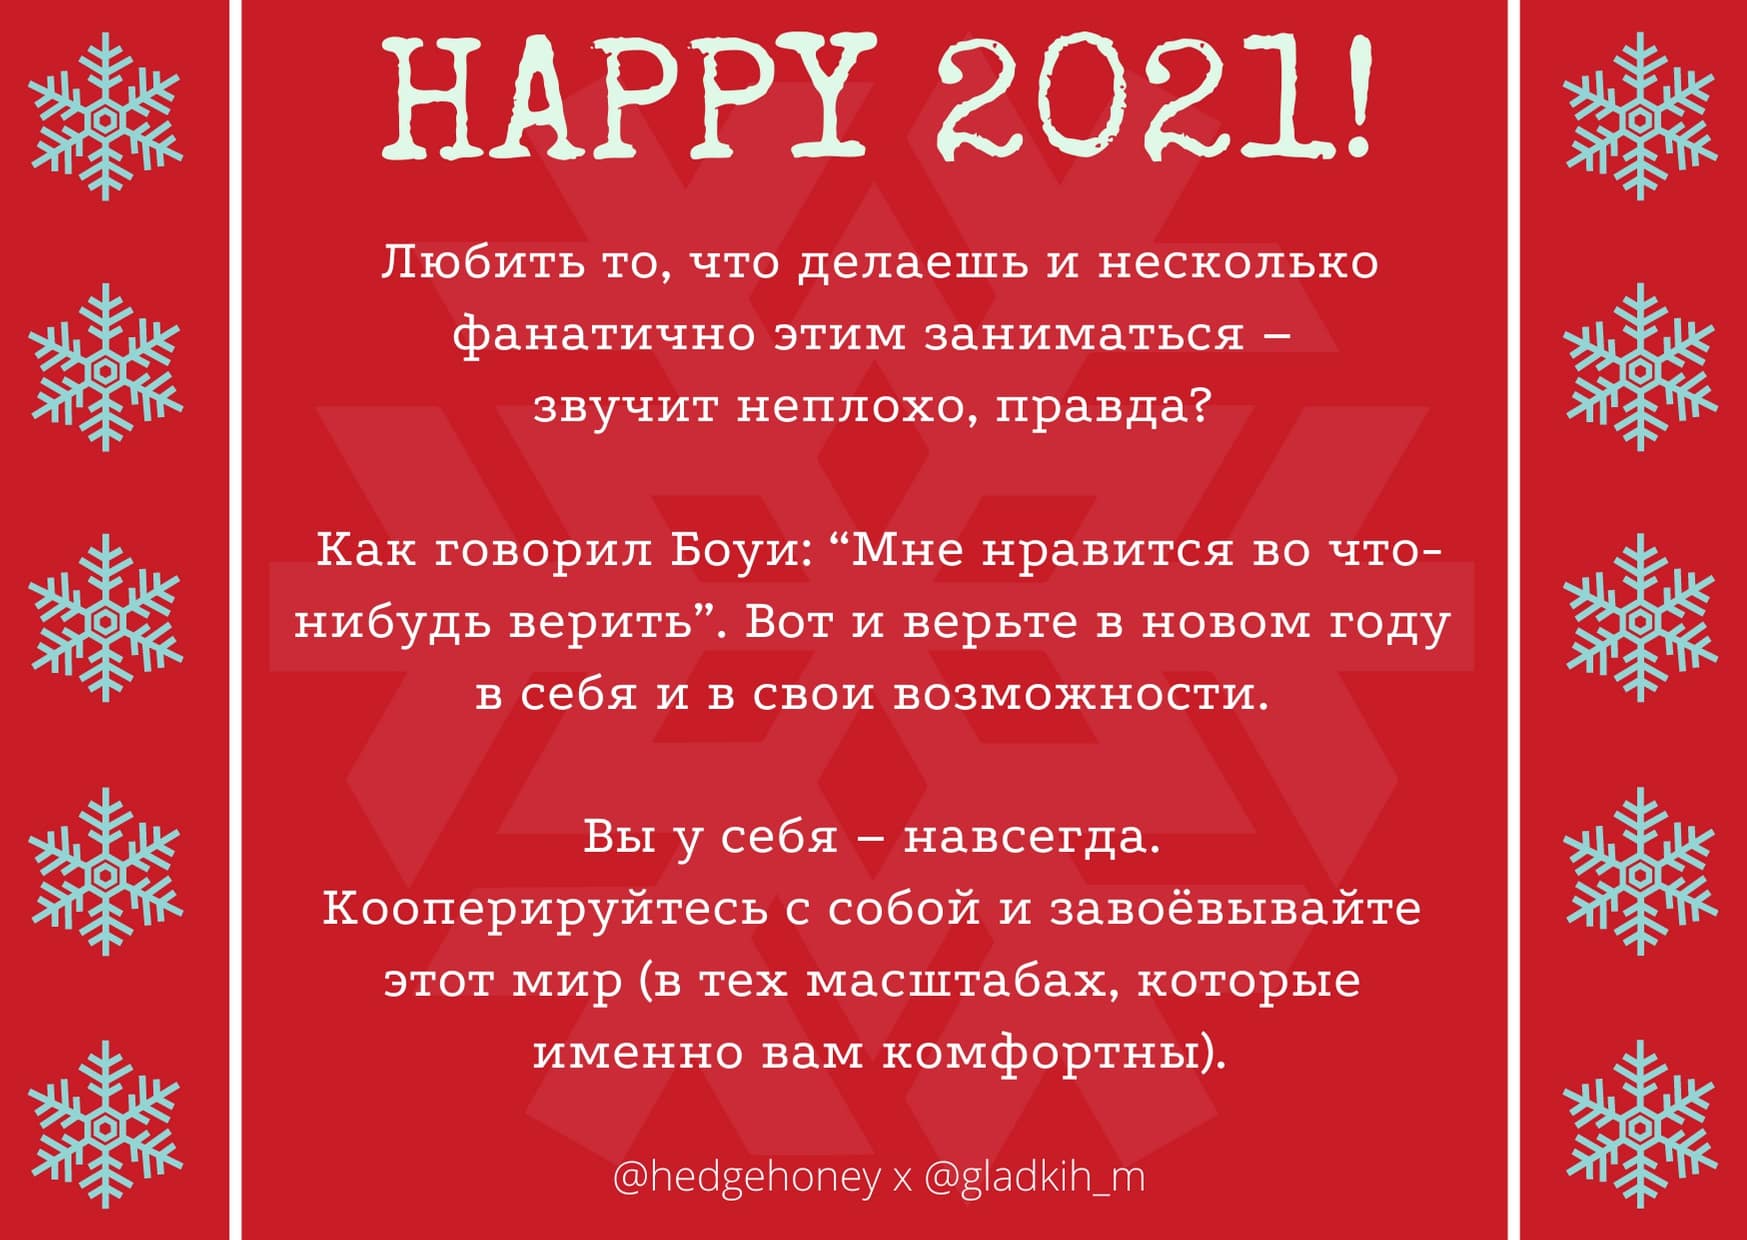 HAPPY 2021!
Любить то, что делаешь и несколько
фанатично этим заниматься –
звучит неплохо, правда?
Как говорил Боуи: “Мне нравится во что-
нибудь верить”. Вот и верьте в новом году
в себя и в свои возможности.
Вы у себя – навсегда.
Кооперируйтесь с собой и завоёвывайте
этот мир (в тех масштабах, которые
именно вам комфортны).
@hedgehoney x @gladkih_m